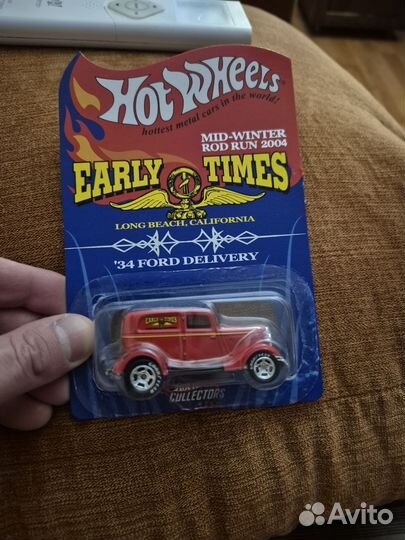 Hot Wheels
hottest metal cars in the world!
MID-WINTER
ROD RUN 2004
EARLY TIMES
LONG BEACH, CALIFORNIA
'34 FORD DELIVERY
EARLY TIMES
COLLECTORS
Avito